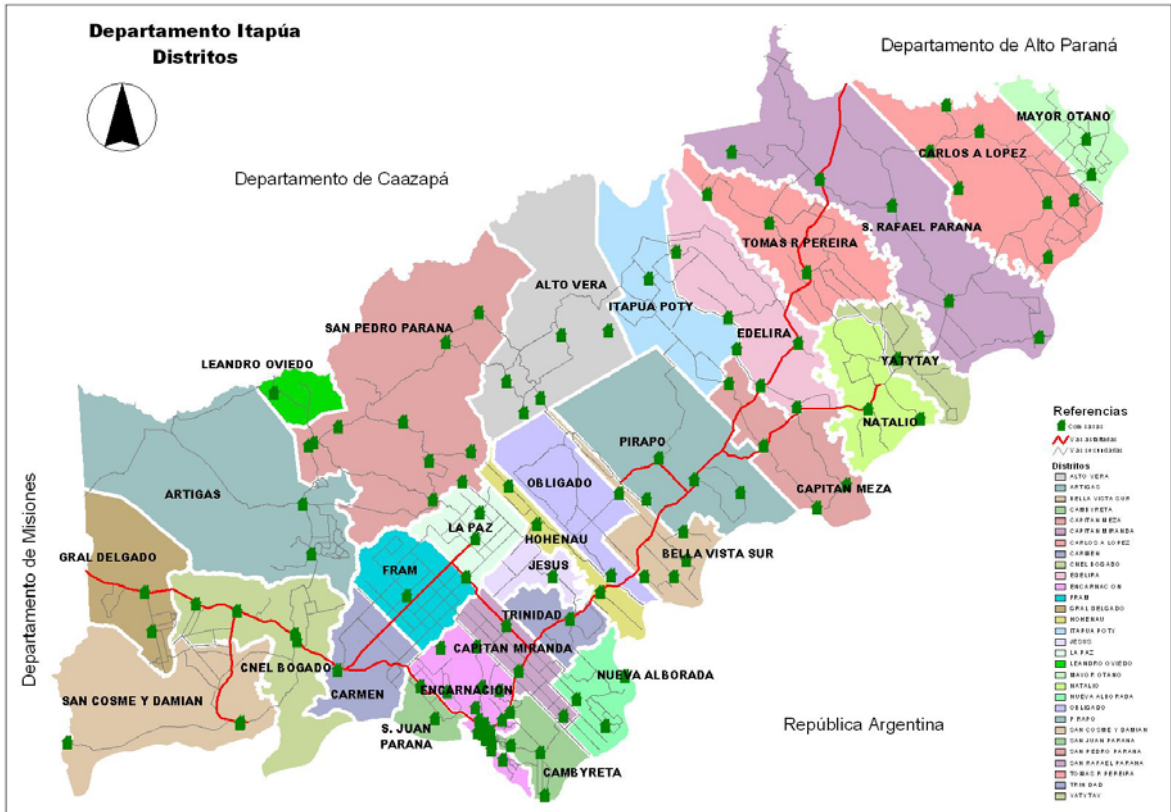 Departamento Itapúa
Distritos
Departamento de Alto Paraná
MAYOR OTANO
CARLOS A LOPEZ
Departamento de Caazapá
S. RAFAEL PARANA
TOMAS R PEREIRA
ALTO VERA
ITAPUA POTY
SAN PEDRO PARANA
EDELIRA
LEANDRO OVIEDO
YATYTAY
NATALIO
PIRAPO
OBLIGADO
CAPITAN MEZA
ARTIGAS
LA PAZ
HOHENAU
BELLA VISTA SUR
GRAL DELGADO
FRAM
JESUS
TRINIDAD
CAPITAN MIRANDA
CNEL BOGADO
NUEVA ALBORADA
ENCARNACION
CARMEN
SAN COSME Y DAMIAN
S. JUAN
PARANA
CAMBYRETA
República Argentina
Departamento de Misiones
Referencias
Comisarias
Vias asfaltadas
Vias secundarias
Distritos
ALTO VERA
ARTIGAS
BELLA VISTA SUR
CAMBYRETA
CAPITAN MEZA
CAPITAN MIRANDA
CARLOS A LOPEZ
CARMEN
CNEL BOGADO
EDELIRA
ENCARNACION
FRAM
GRAL DELGADO
HOHENAU
ITAPUA POTY
JESUS
LA PAZ
LEANDRO OVIEDO
MAYOR OTANO
NATALIO
NUEVA ALBORADA
OBLIGADO
PIRAPO
SAN COSME Y DAMIAN
SAN JUAN PARANA
SAN PEDRO PARANA
SAN RAFAEL PARANA
TOMAS R PEREIRA
TRINIDAD
YATYTAY